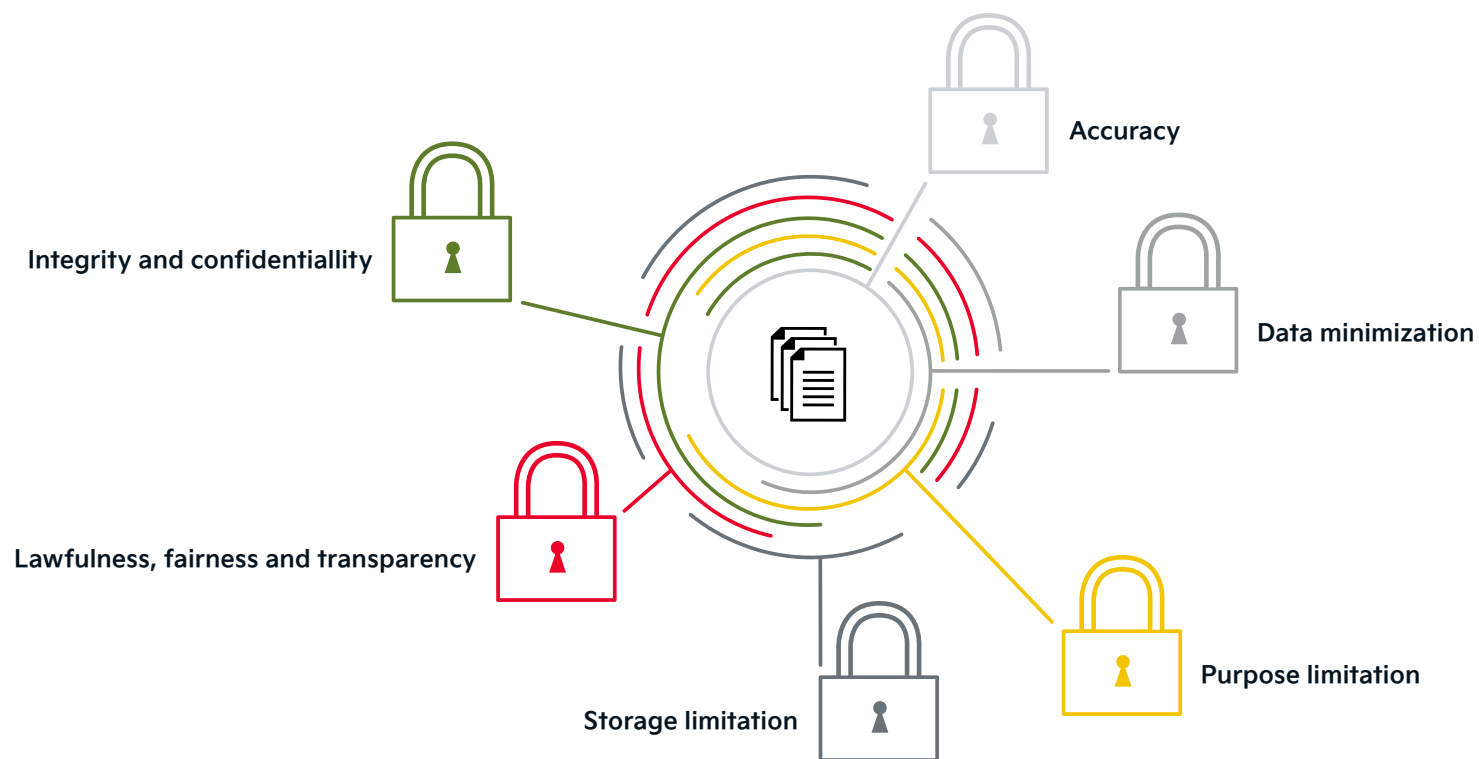 Accuracy
Integrity and confidentiallity
Data minimization
Lawfulness, fairness and transparency
Purpose limitation
Storage limitation